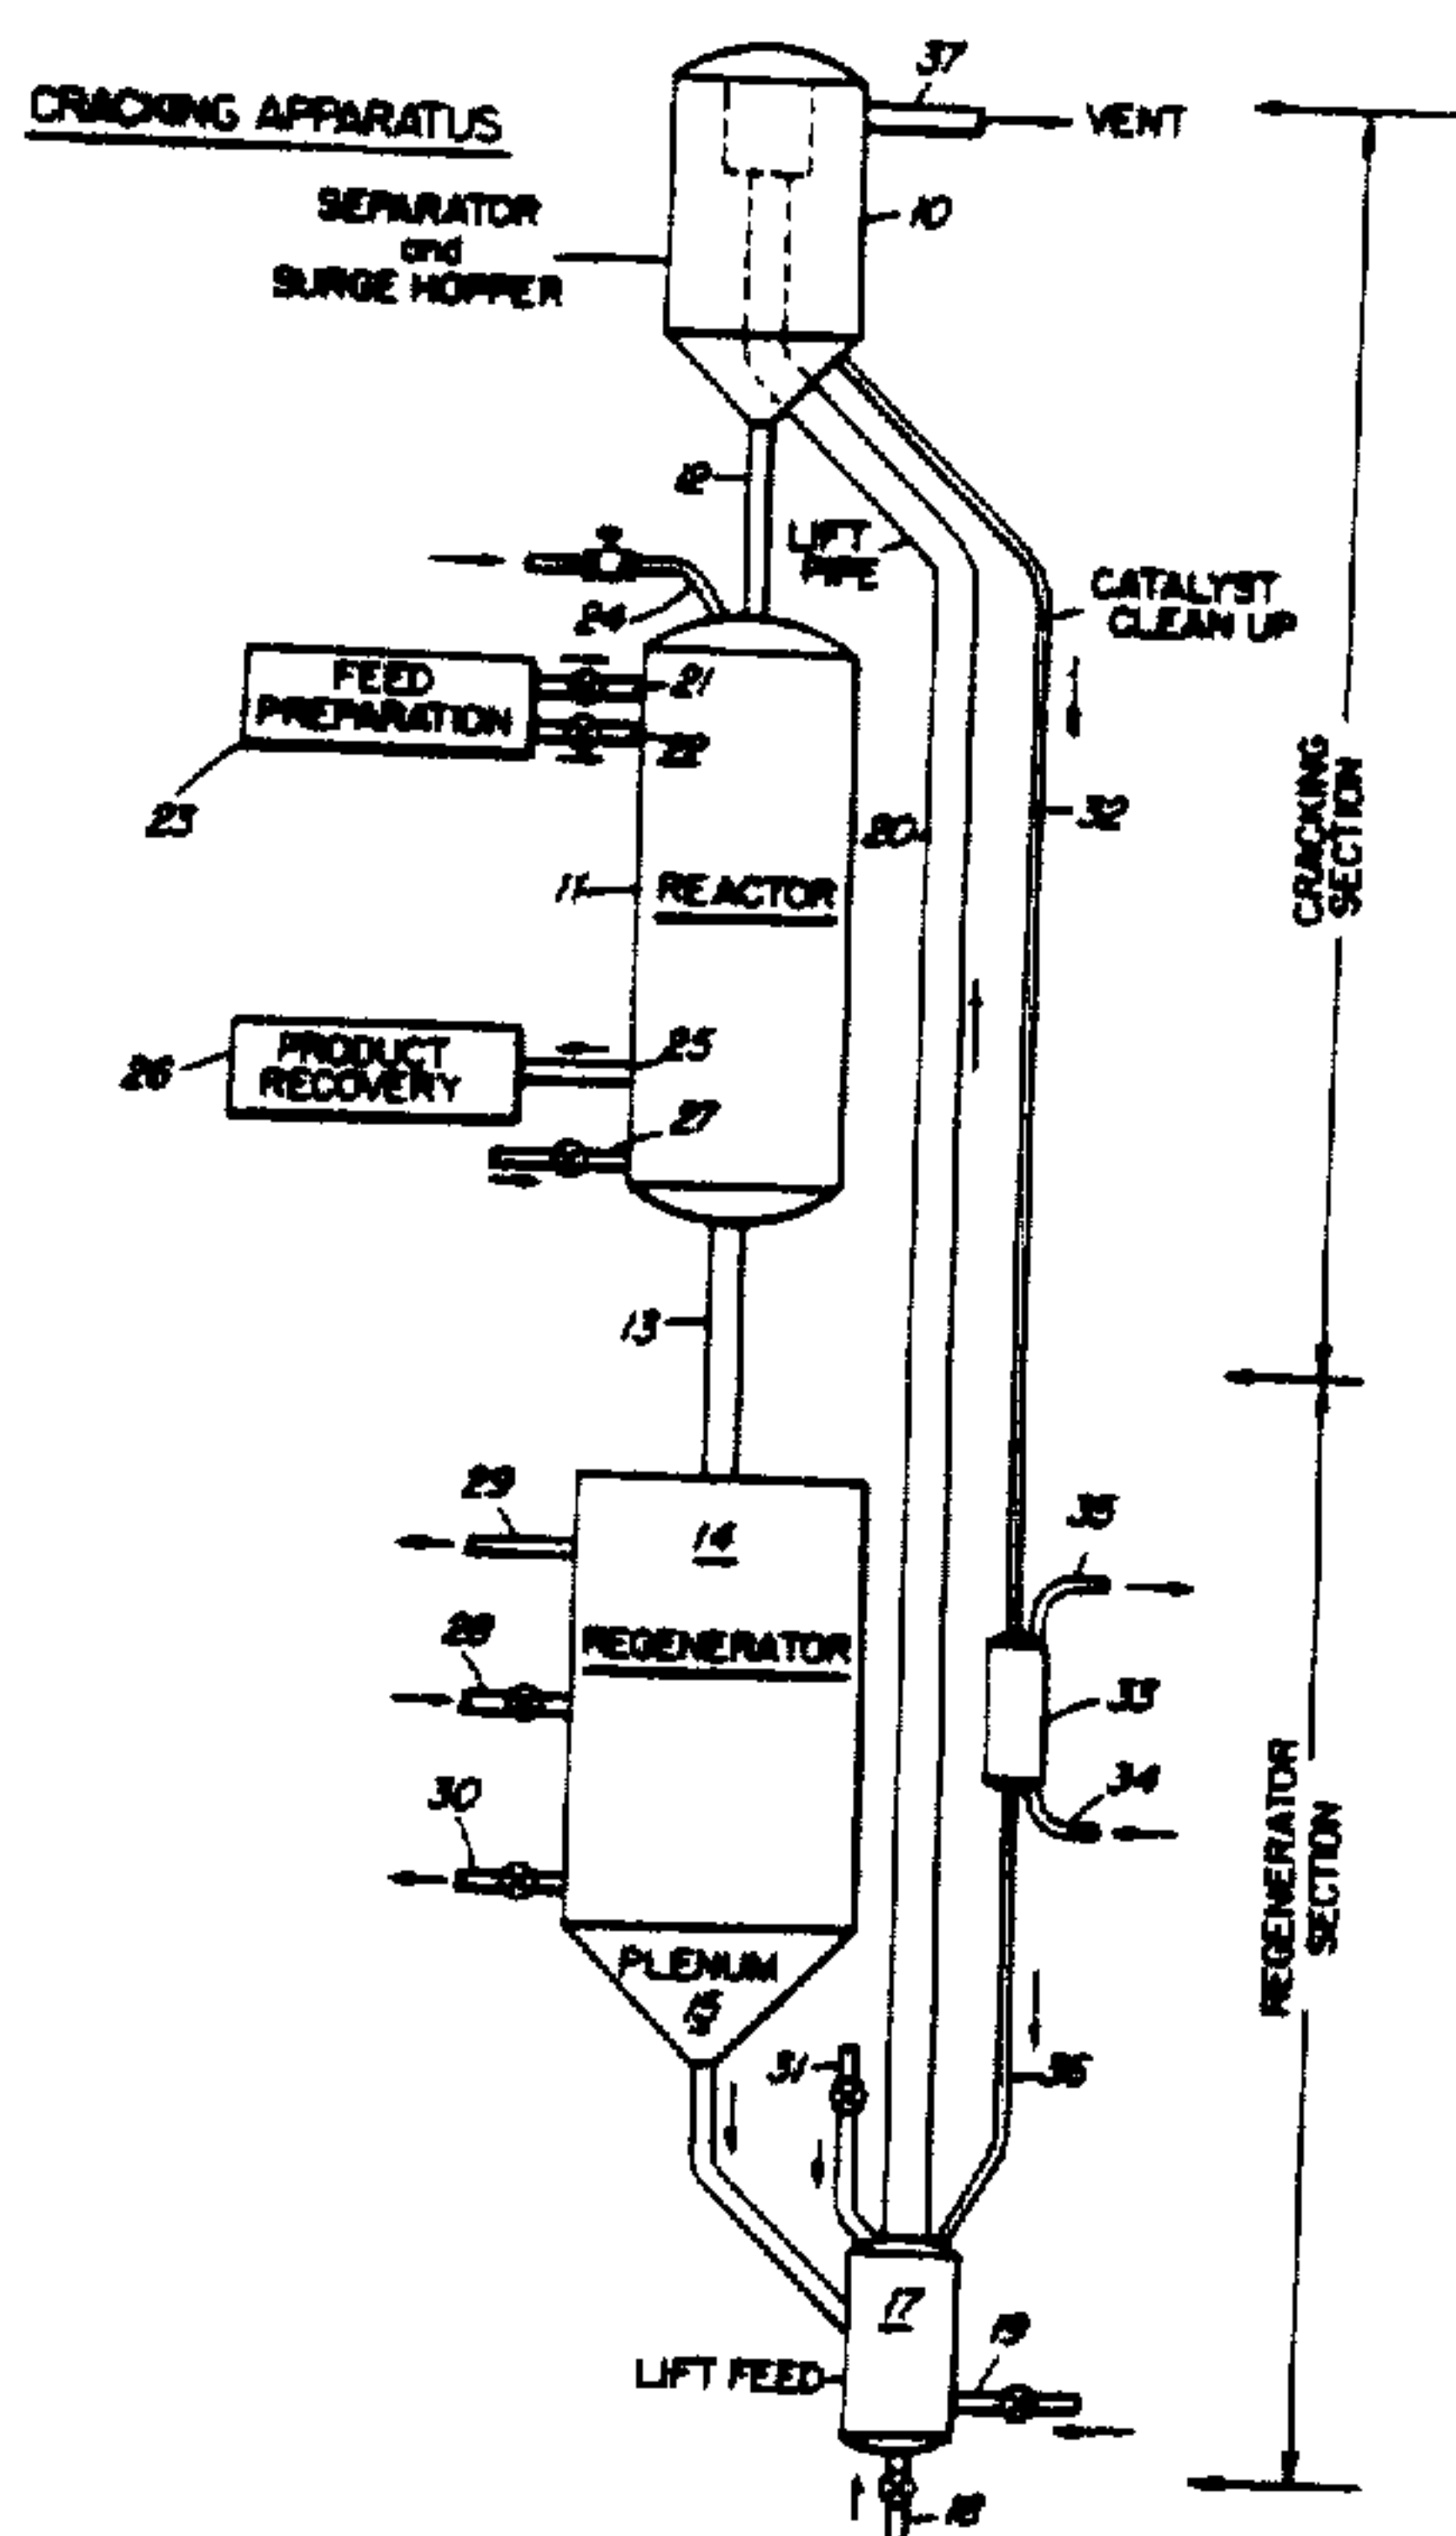 CRACKING APPARATUS
37
VENT
SEPARATOR
and
SURGE HOPPER
10
12
LIFT
PIPE
24
CATALYST
CLEAN UP
FEED
PREPARATION
21
22
23
20
32
CRACKING
SECTION
11
REACTOR
25
PRODUCT
RECOVERY
26
27
13
29
14
35
28
REGENERATOR
33
34
30
REGENERATOR
SECTION
PLENUM
15
31
36
17
19
LIFT FEED
18